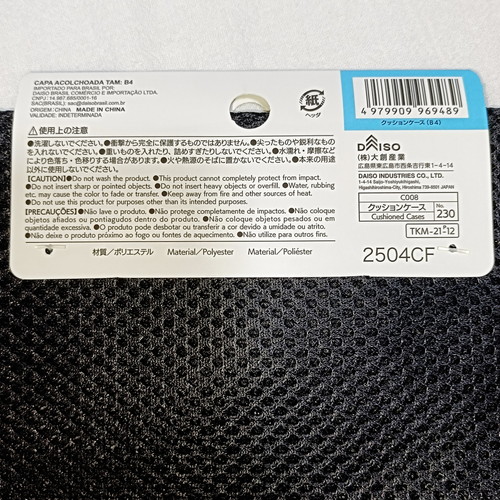 CAPA ACOLCHOADA TAM: B4
IMPORTADO PARA BRASIL POR:
DAISO BRASIL COMÉRCIO E IMPORTAÇÃO LTDA.
CNPJ : 14.987.885/0001-16
SAC(BRASIL) : sac@daisobrasil.com.br
ORIGEM:CHINA MADE IN CHINA
VALIDADE: INDETERMINADA
紙
ヘッダ
4 979909 969489
クッションケース(B4)
DAISO
(株)大創産業
広島県東広島市西条吉行東1-4-14
DAISO INDUSTRIES CO., LTD.
1-4-14 Saijo-Yoshiyukihigashi,
Higashihiroshima-City, Hiroshima 739-8501 JAPAN
⚠使用上の注意
●洗濯しないでください。●衝撃から完全に保護するものではありません。●尖ったものや鋭利なもの
を入れないでください。●重いものを入れたり、詰めすぎたりしないでください。●水濡れ・摩擦など
により色落ち・色移りする場合があります。●火や熱源のそばに置かないでください。●本来の用途
以外に使用しないでください。
[CAUTION] ●Do not wash the product. ●This product cannot completely protect from impact.
●Do not insert sharp or pointed objects. ●Do not insert heavy objects or overfill. ●Water, rubbing
etc, may cause the color to fade or transfer. ●Keep away from fire and other sources of heat.
●Do not use this product for purposes other than its intended purposes.
[PRECAUÇÕES] ●Não lave o produto. ●Não protege completamente de impactos. ●Não coloque
objetos afiados ou pontiagudos dentro do produto. ●Não coloque objetos pesados ou em
quantidade excessiva. ●O produto pode desbotar ou transferir cor devido à umidade ou fricção.
●Não deixe o produto próximo ao fogo ou fontes de aquecimento. ●Não utilize para outros fins.
C008
クッションケース
Cushioned Cases
No.
230
TKM-21-12
材質/ポリエステル Material/Polyester Material/Poliéster
2504CF